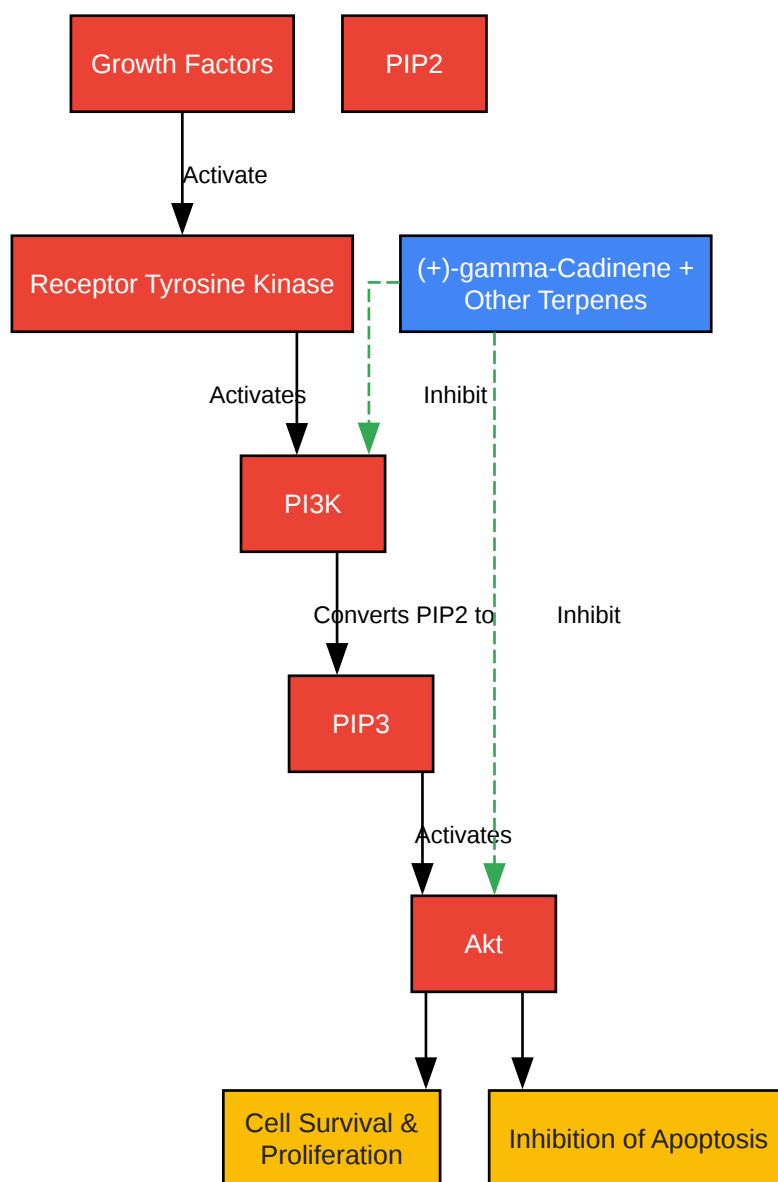 Growth Factors
PIP2
Activate
Receptor Tyrosine Kinase
(+)-gamma-Cadinene +
Other Terpenes
Activates
Inhibit
PI3K
Converts PIP2 to
Inhibit
PIP3
Activates
Akt
Cell Survival &
Proliferation
Inhibition of Apoptosis